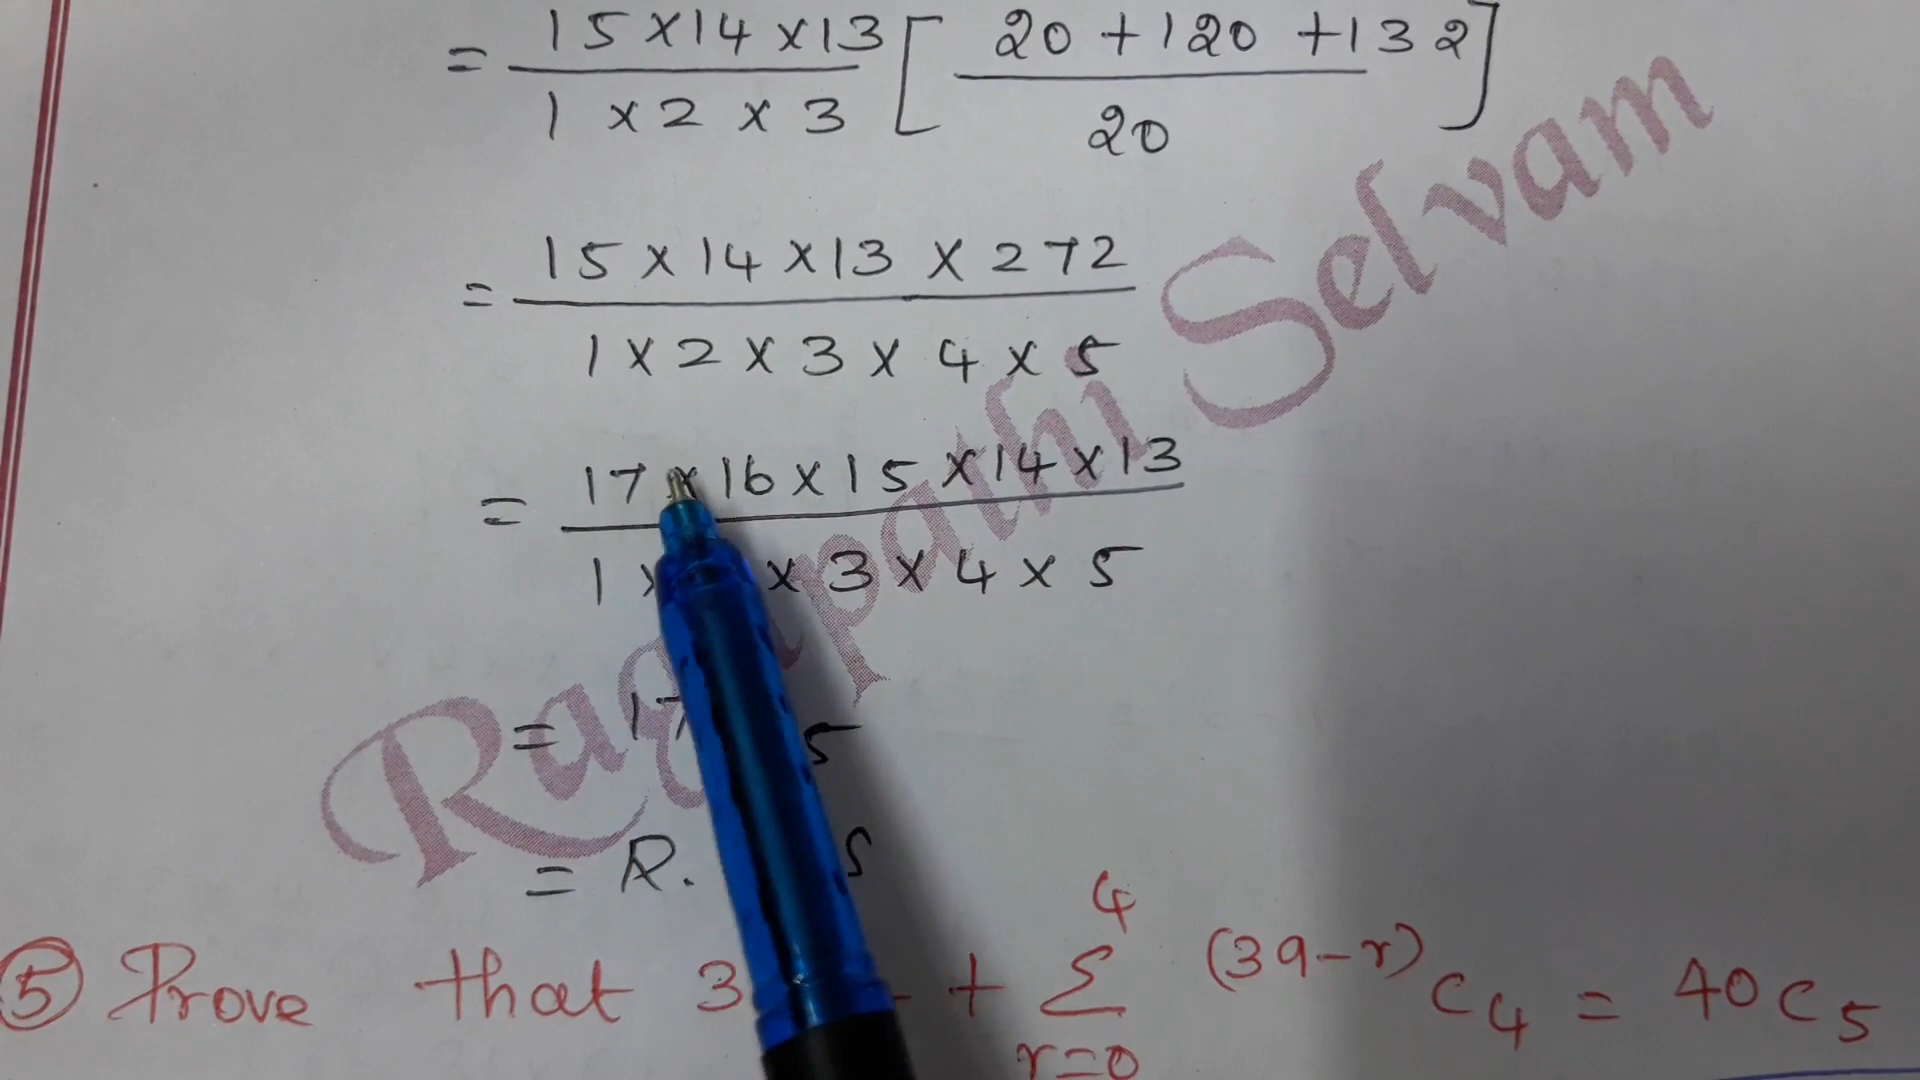 = 15 × 14 × 13 / 1 × 2 × 3 [ 20 + 120 + 132 / 20 ]
= 15 × 14 × 13 × 272 / 1 × 2 × 3 × 4 × 5
= 17 × 16 × 15 × 14 × 13 / 1 × × 3 × 4 × 5
= 17 5
= R. S
⑤ Prove that 3 + Σ 4 r=0 (39-r) C4 = 40 C5
Ragapathi Selvam